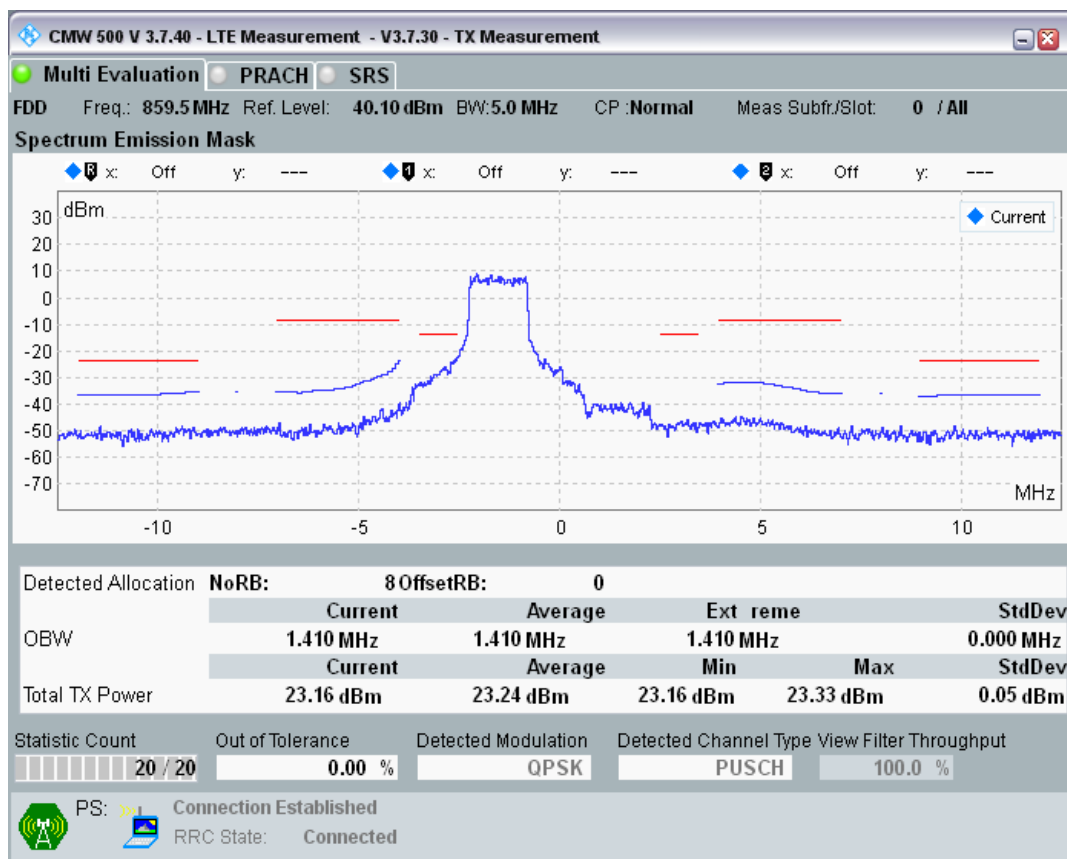 CMW 500 V 3.7.40 - LTE Measurement - V3.7.30 - TX Measurement
Multi Evaluation PRACH SRS
FDD Freq.: 859.5 MHz Ref. Level: 40.10 dBm BW:5.0 MHz CP :Normal Meas Subfr./Slot: 0 / All
Spectrum Emission Mask
R x: Off y: --- 1 x: Off y: --- 2 x: Off y: ---
dBm
Current
30
20
10
0
-10
-20
-30
-40
-50
-60
-70
MHz
-10 -5 0 5 10
Detected Allocation NoRB: 8 OffsetRB: 0
Current Average Ext reme StdDev
OBW 1.410 MHz 1.410 MHz 1.410 MHz 0.000 MHz
Current Average Min Max StdDev
Total TX Power 23.16 dBm 23.24 dBm 23.16 dBm 23.33 dBm 0.05 dBm
Statistic Count Out of Tolerance Detected Modulation Detected Channel Type View Filter Throughput
20 / 20 0.00 % QPSK PUSCH 100.0 %
PS: Connection Established
RRC State: Connected